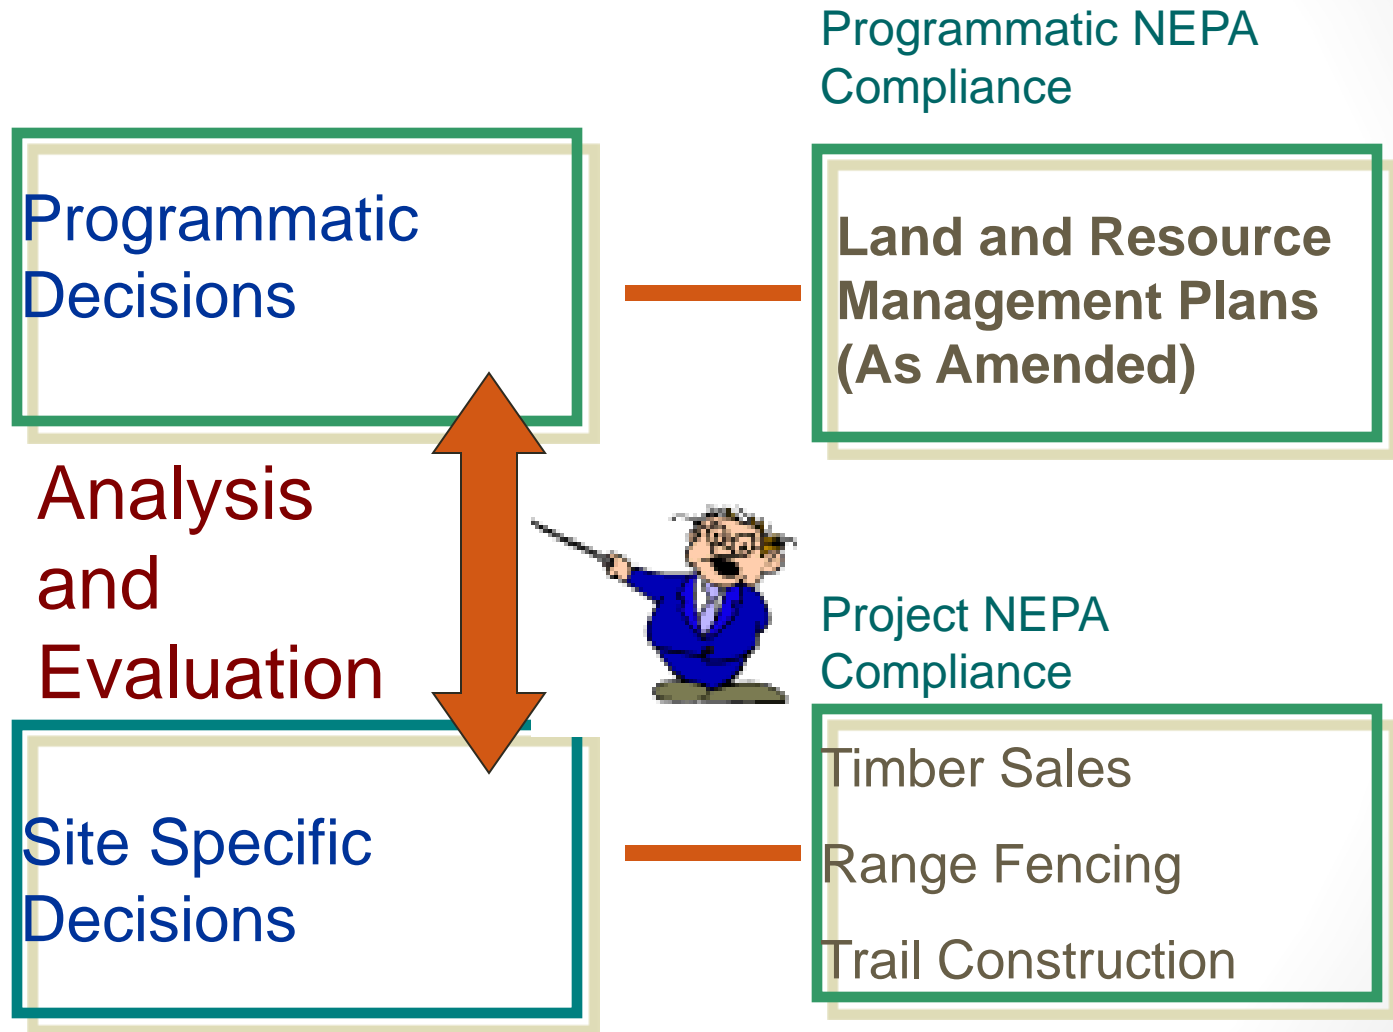 Programmatic NEPA
Compliance
Programmatic
Decisions
Land and Resource
Management Plans
(As Amended)
Analysis
and
Evaluation
Project NEPA
Compliance
Site Specific
Decisions
Timber Sales
Range Fencing
Trail Construction